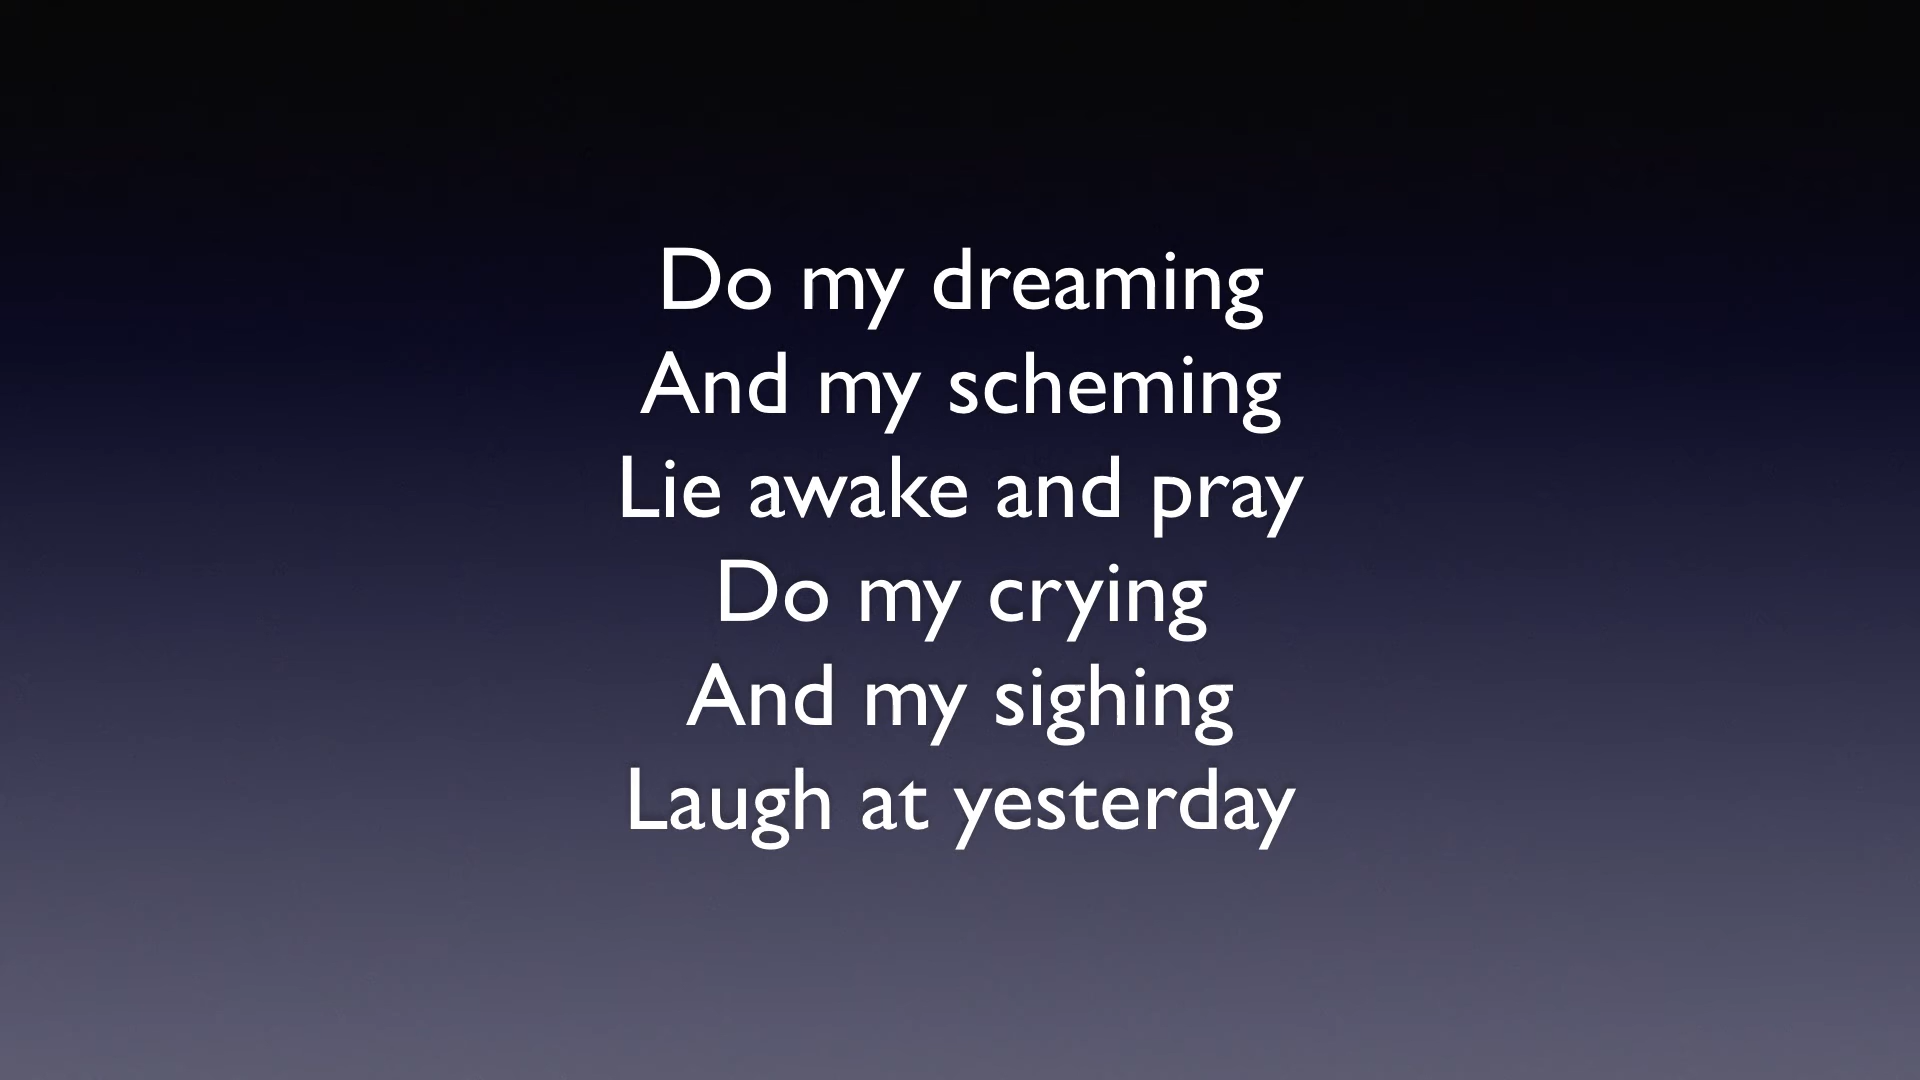 Do my dreaming
And my scheming
Lie awake and pray
Do my crying
And my sighing
Laugh at yesterday